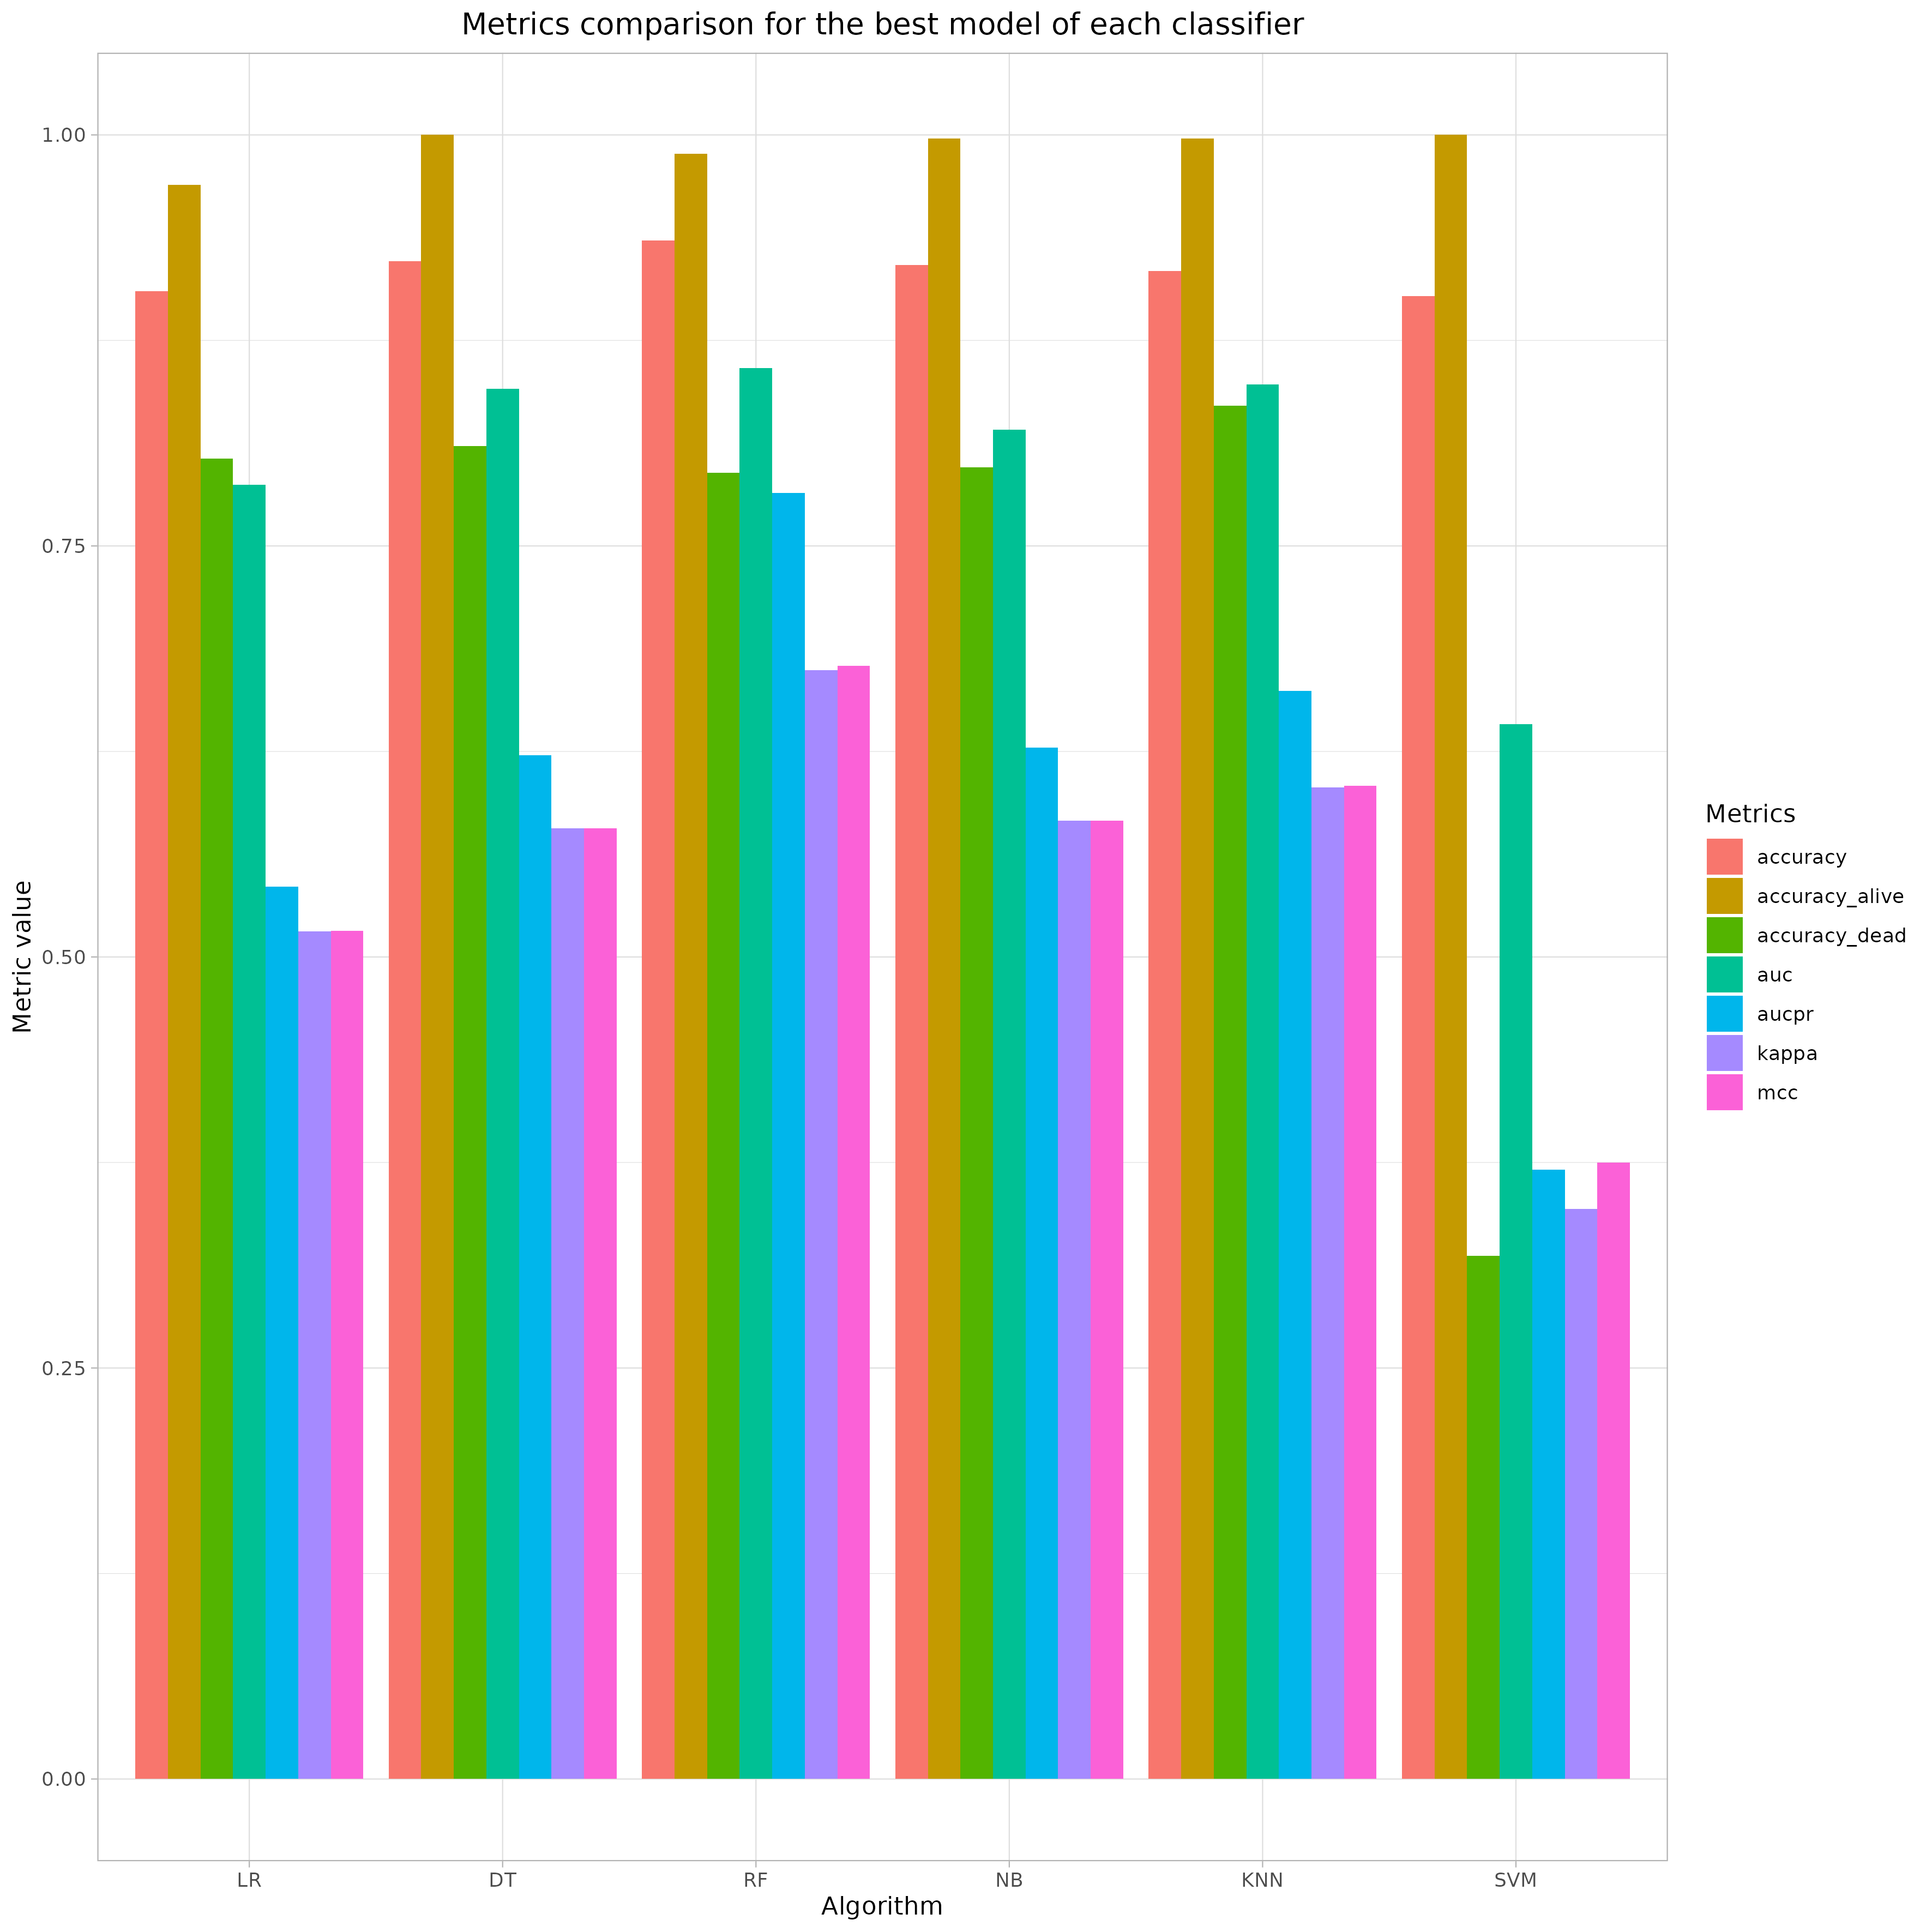 Metrics comparison for the best model of each classifier
Metric value
1.00
0.75
0.50
0.25
0.00
LR DT RF NB KNN SVM
Algorithm
Metrics
accuracy
accuracy_alive
accuracy_dead
auc
aucpr
kappa
mcc